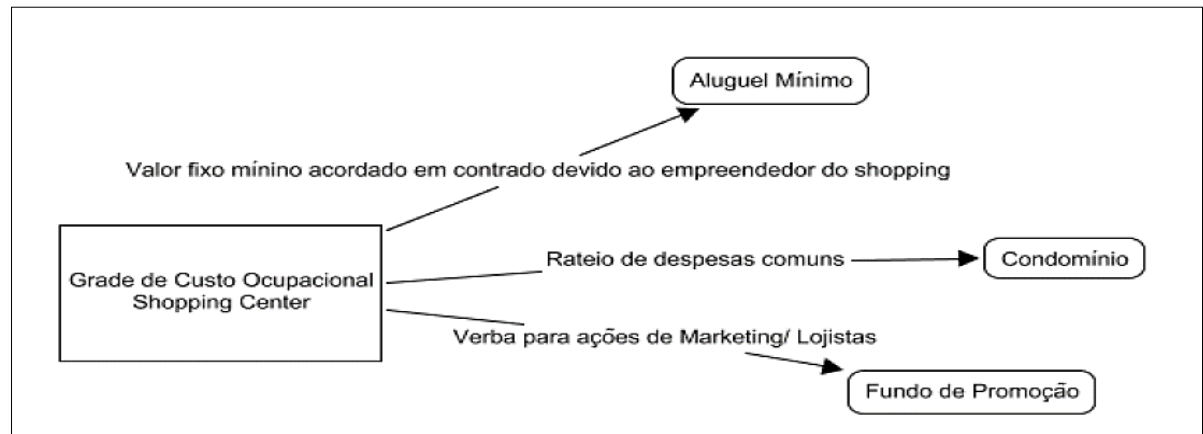 Aluguel Mínimo
Valor fixo mínino acordado em contrado devido ao empreendedor do shopping
Grade de Custo Ocupacional
Shopping Center
Rateio de despesas comuns
Condomínio
Verba para ações de Marketing/ Lojistas
Fundo de Promoção